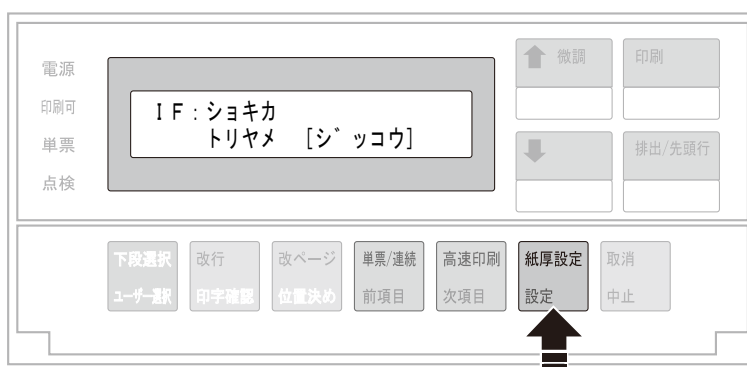 電源
印刷可
単票
点検
IF:ショキカ
トリヤメ [ジッコウ]
微調
印刷
排出/先頭行
下段選択
ユーザー選択
改行
印字確認
改ページ
位置決め
単票/連続
前項目
高速印刷
次項目
紙厚設定
設定
取消
中止